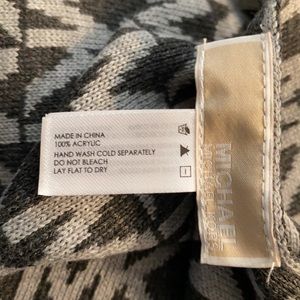 MADE IN CHINA
100% ACRYLIC
HAND WASH COLD SEPARATELY
DO NOT BLEACH
LAY FLAT TO DRY
MICHAEL